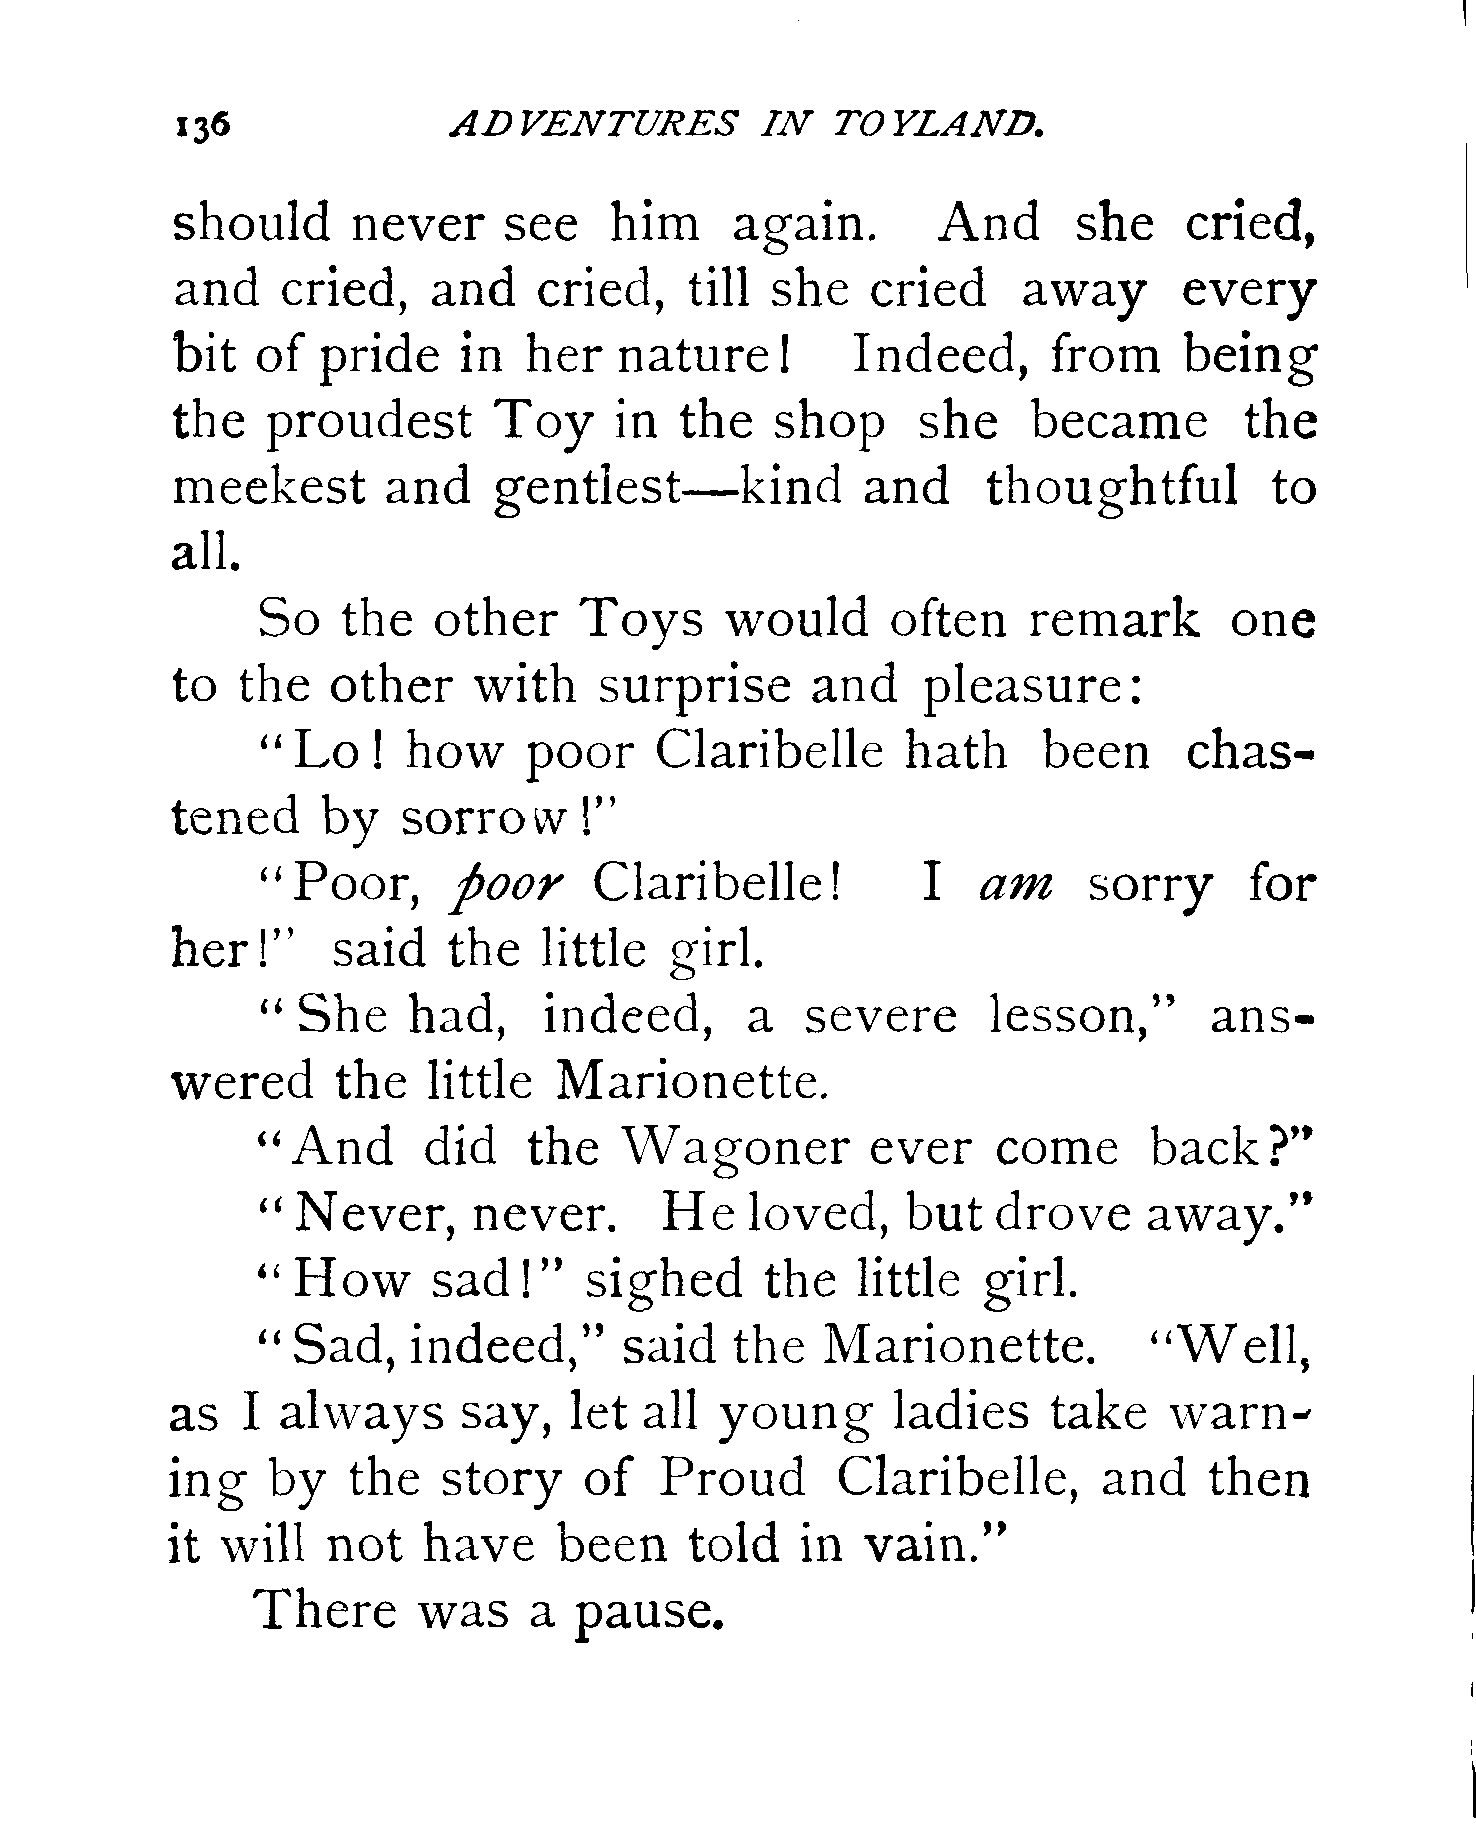 136 ADVENTURES IN TOYLAND.
should never see him again. And she cried,
and cried, and cried, till she cried away every
bit of pride in her nature! Indeed, from being
the proudest Toy in the shop she became the
meekest and gentlest—kind and thoughtful to
all.
So the other Toys would often remark one
to the other with surprise and pleasure:
“Lo! how poor Claribelle hath been chas-
tened by sorrow!”
“Poor, poor Claribelle! I am sorry for
her!” said the little girl.
“She had, indeed, a severe lesson,” ans-
wered the little Marionette.
“And did the Wagoner ever come back?”
“Never, never. He loved, but drove away.”
“How sad!” sighed the little girl.
“Sad, indeed,” said the Marionette. “Well,
as I always say, let all young ladies take warn-
ing by the story of Proud Claribelle, and then
it will not have been told in vain.”
There was a pause.